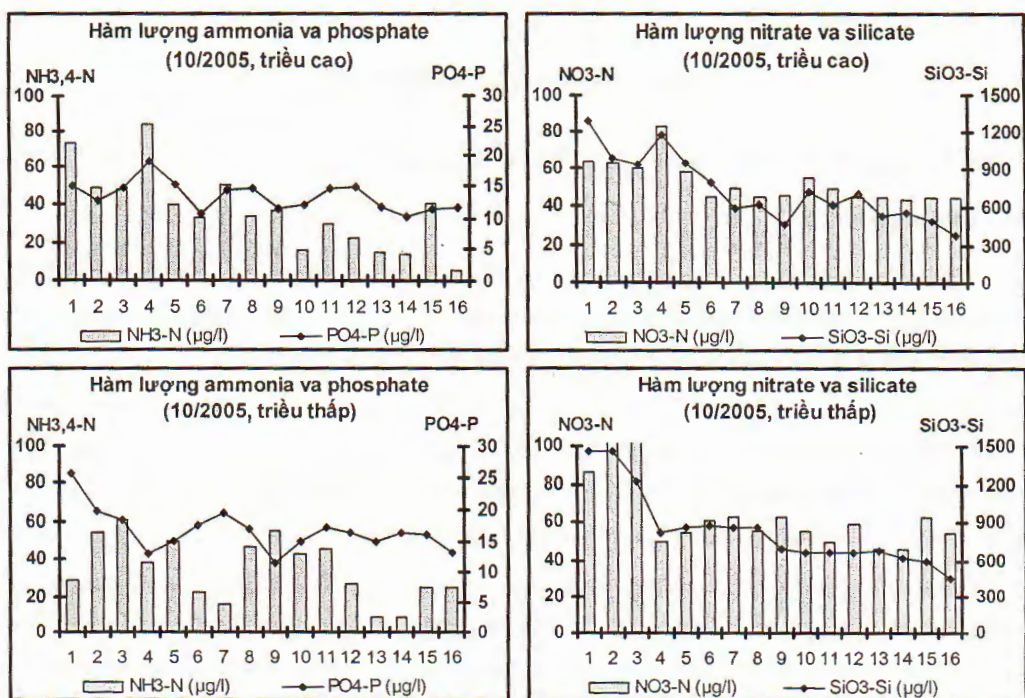 Hàm lượng ammonia va phosphate
(10/2005, triều cao)
NH3,4-N PO4-P
100 30
80 25
60 20
40 15
20 10
0 5
0
1 2 3 4 5 6 7 8 9 10 11 12 13 14 15 16
NH3-N (µg/l) PO4-P (µg/l)
Hàm lượng nitrate va silicate
(10/2005, triều cao)
NO3-N SiO3-Si
100 1500
80 1200
60 900
40 600
20 300
0 0
1 2 3 4 5 6 7 8 9 10 11 12 13 14 15 16
NO3-N (µg/l) SiO3-Si (µg/l)
Hàm lượng ammonia va phosphate
(10/2005, triều thấp)
NH3,4-N PO4-P
100 30
80 25
60 20
40 15
20 10
0 5
0
1 2 3 4 5 6 7 8 9 10 11 12 13 14 15 16
NH3-N (µg/l) PO4-P (µg/l)
Hàm lượng nitrate va silicate
(10/2005, triều thấp)
NO3-N SiO3-Si
100 1500
80 1200
60 900
40 600
20 300
0 0
1 2 3 4 5 6 7 8 9 10 11 12 13 14 15 16
NO3-N (µg/l) SiO3-Si (µg/l)